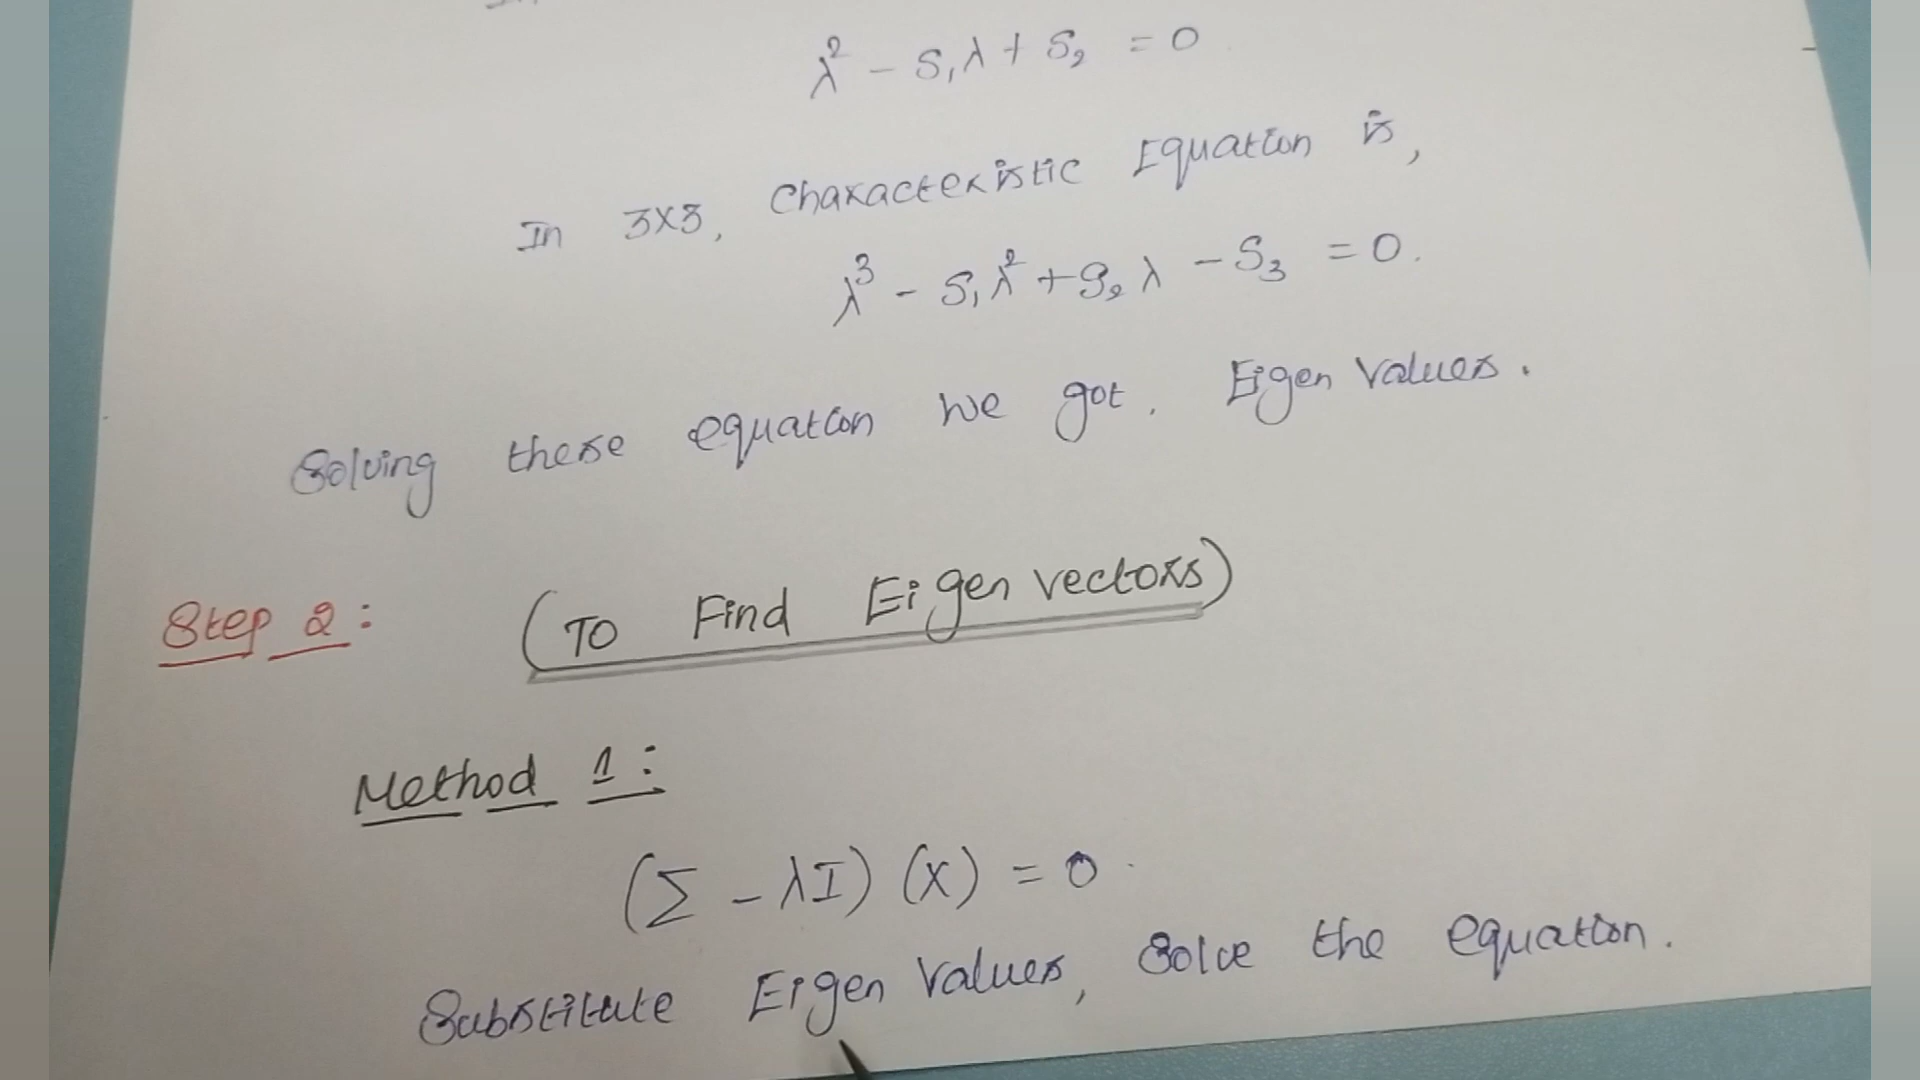 λ² - S₁λ + S₂ = 0
In 3x3, Characteristic Equation is,
λ³ - S₁λ² + S₂λ - S₃ = 0.
Solving these equation we got. Eigen Values.
Step 2: (TO Find Eigen vectors)
Method 1:
(Σ - λI) (X) = 0.
Substitute Eigen Values, Solve the equation.